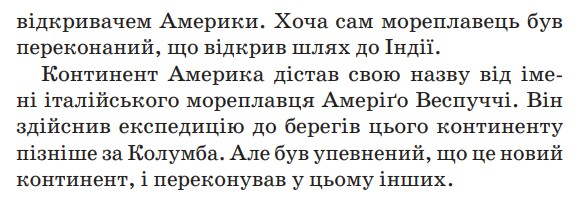 відкривачем Америки. Хоча сам мореплавець був
переконаний, що відкрив шлях до Індії.
Континент Америка дістав свою назву від іме-
ні італійського мореплавця Амеріґо Веспуччі. Він
здійснив експедицію до берегів цього континенту
пізніше за Колумба. Але був упевнений, що це новий
континент, і переконував у цьому інших.